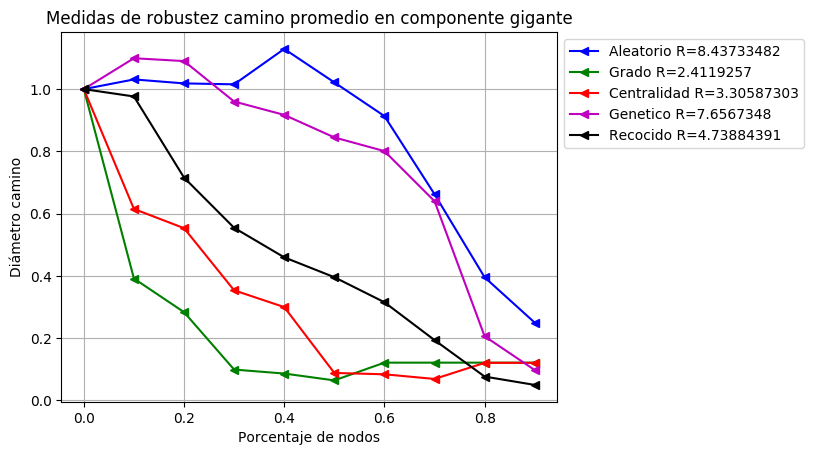 Medidas de robustez camino promedio en componente gigante
Aleatorio R=8.43733482
Grado R=2.4119257
Centralidad R=3.30587303
Genetico R=7.6567348
Recocido R=4.73884391
Diámetro camino
1.0
0.8
0.6
0.4
0.2
0.0
0.0 0.2 0.4 0.6 0.8
Porcentaje de nodos